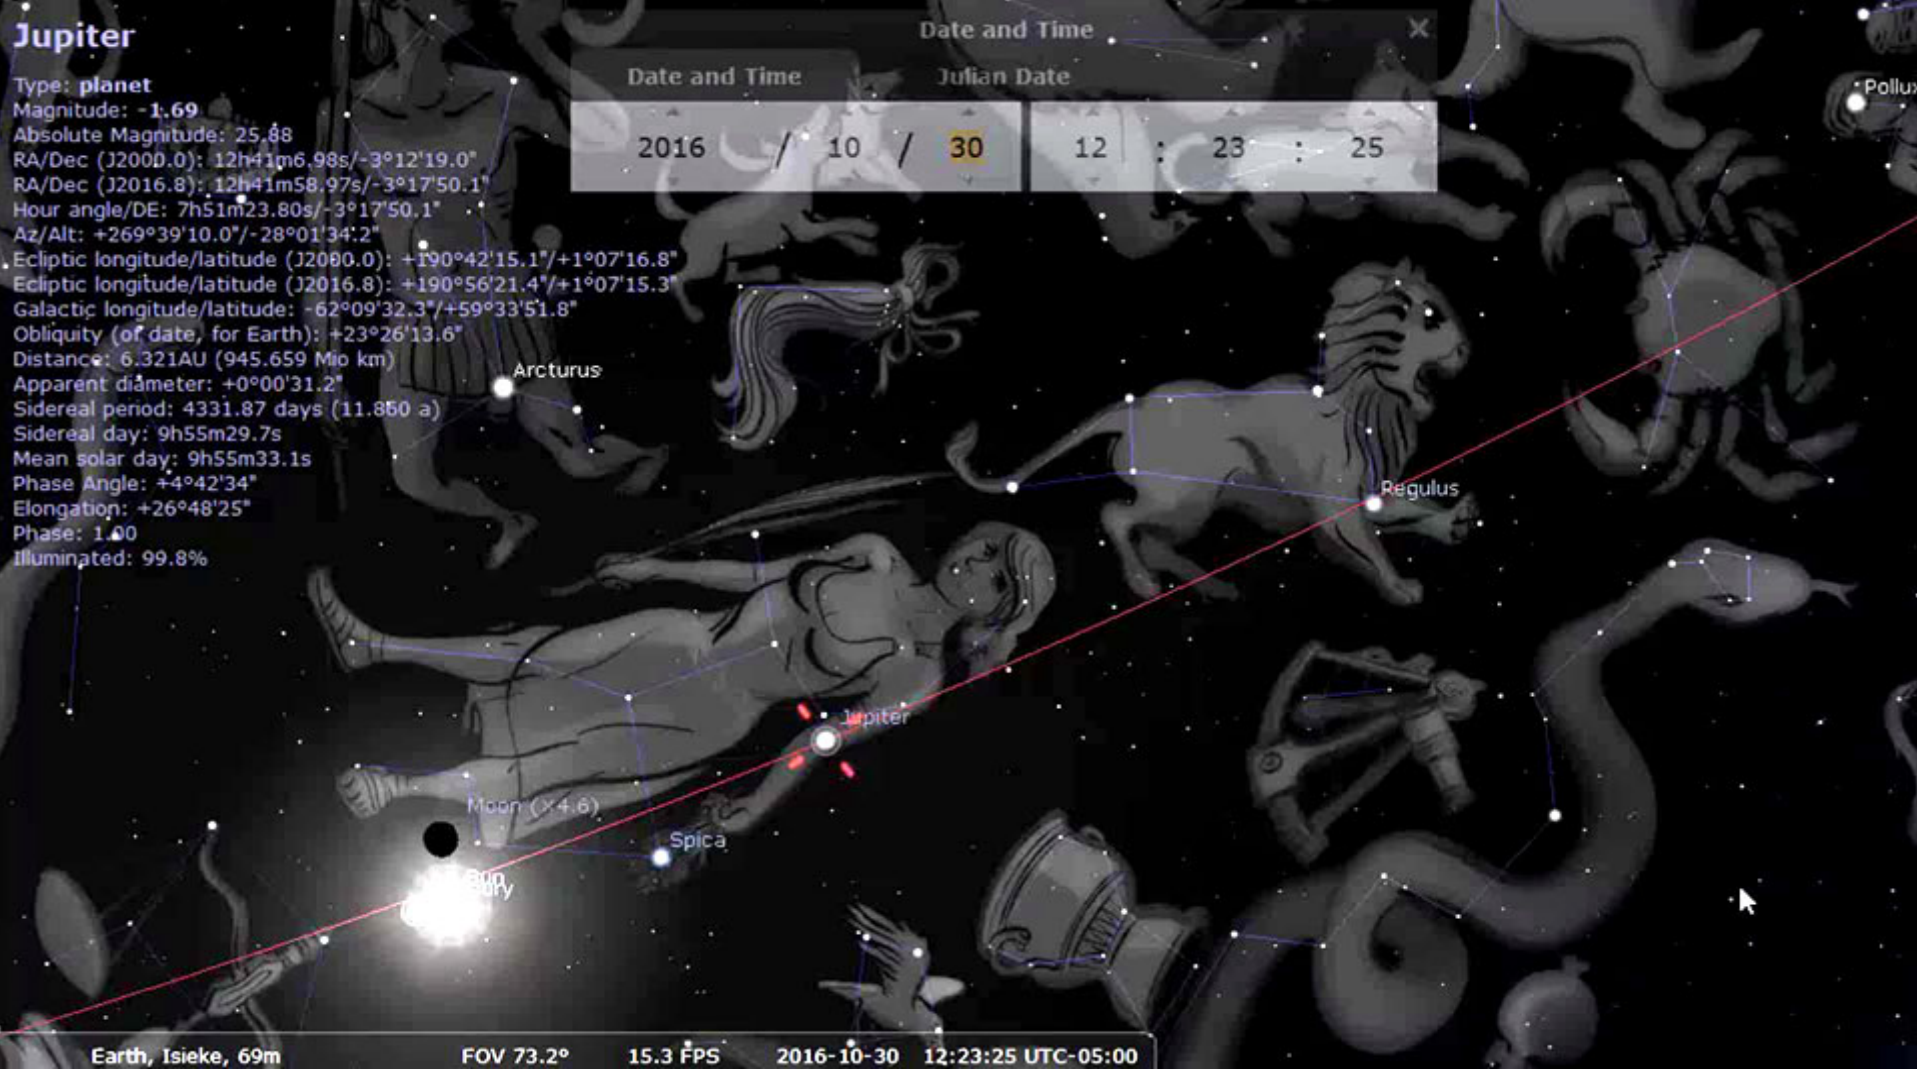 Jupiter
Type: planet
Magnitude: -1.69
Absolute Magnitude: 25.88
RA/Dec (J2000.0): 12h41m6.98s/-3°12'19.0"
RA/Dec (J2016.8): 12h41m58.97s/-3°17'50.1"
Hour angle/DE: 7h51m23.80s/-3°17'50.1"
Az/Alt: +269°39'10.0"/-28°01'34.2"
Ecliptic longitude/latitude (J2000.0): +190°42'15.1"/+1°07'16.8"
Ecliptic longitude/latitude (J2016.8): +190°56'21.4"/+1°07'15.3"
Galactic longitude/latitude: -62°09'32.3"/+59°33'51.8"
Obliquity (of date, for Earth): +23°26'13.6"
Distance: 6.321AU (945.659 Mio km)
Apparent diameter: +0°00'31.2"
Sidereal period: 4331.87 days (11.860 a)
Sidereal day: 9h55m29.7s
Mean solar day: 9h55m33.1s
Phase Angle: +4°42'34"
Elongation: +26°48'25"
Phase: 1.00
Illuminated: 99.8%
Date and Time
Date and Time Julian Date
2016 / 10 / 30 12 : 23 : 25
Pollux
Arcturus
Regulus
Jupiter
Moon (×4.6)
Spica
Sun
Earth, Isieke, 69m FOV 73.2° 15.3 FPS 2016-10-30 12:23:25 UTC-05:00